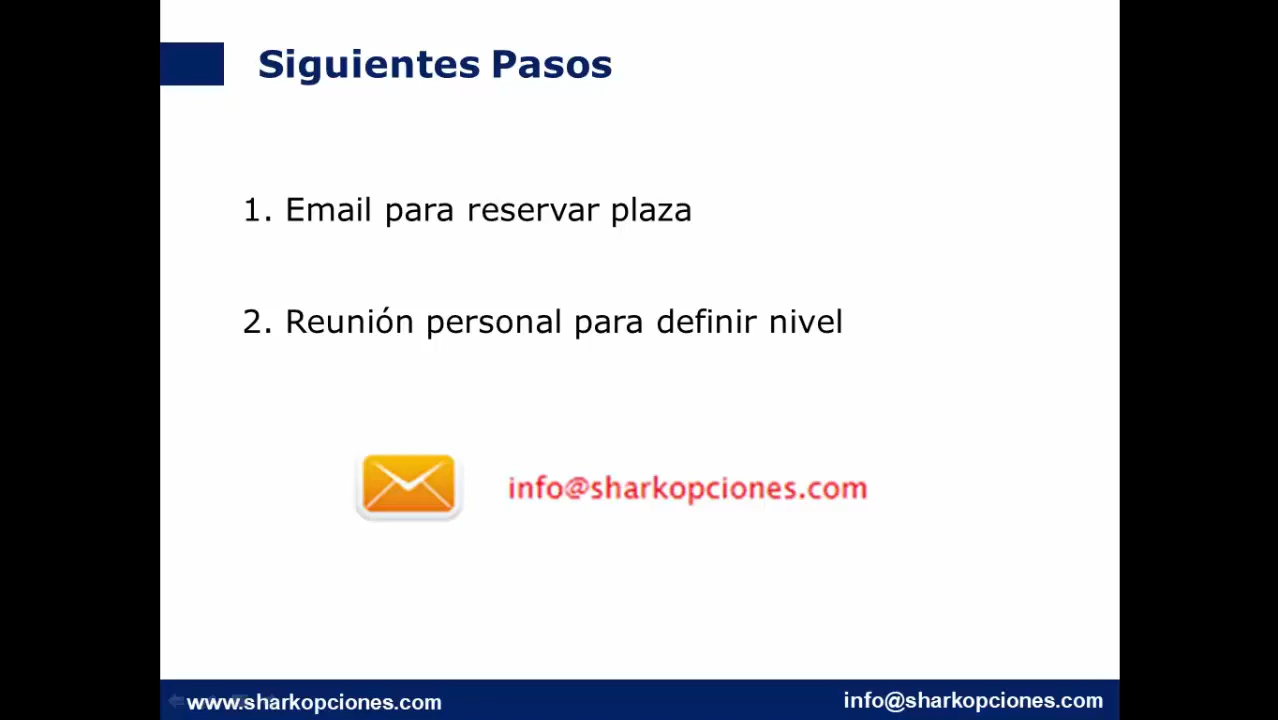 Siguientes Pasos
1. Email para reservar plaza
2. Reunión personal para definir nivel
info@sharkopciones.com
www.sharkopciones.com
info@sharkopciones.com